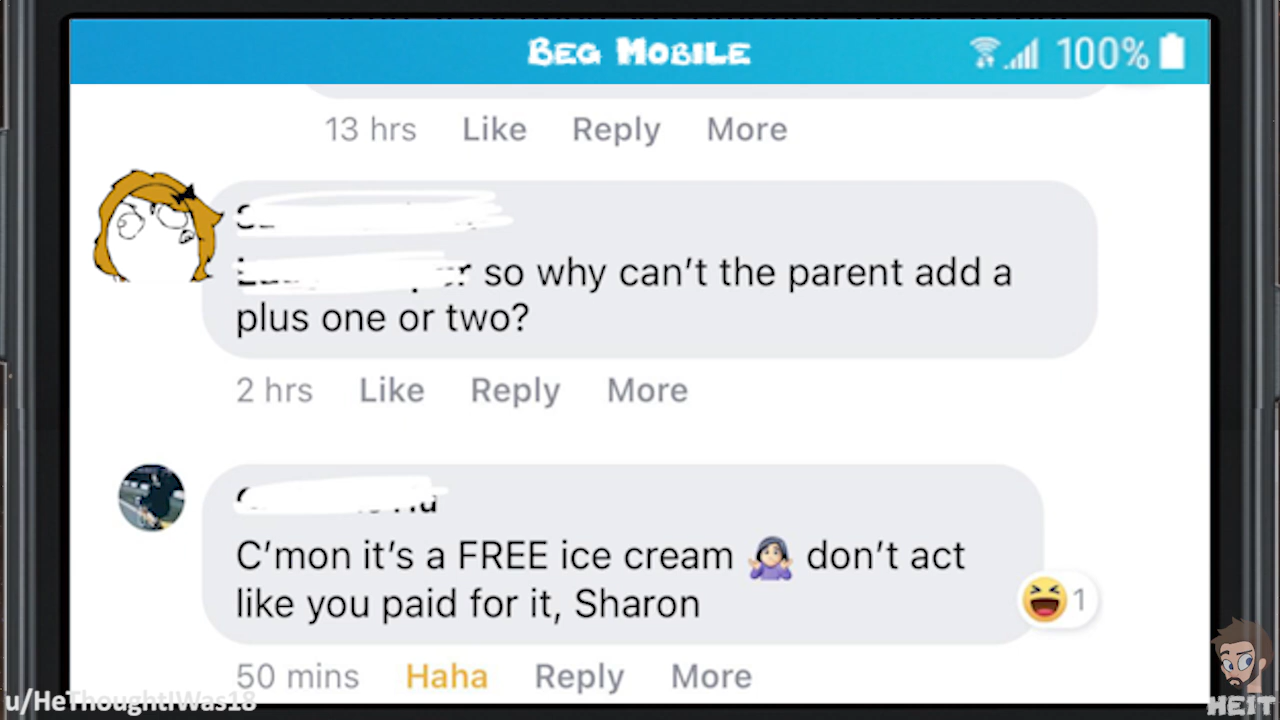 Beg Mobile
100%
13 hrs Like Reply More
so why can't the parent add a
plus one or two?
2 hrs Like Reply More
C'mon it's a FREE ice cream 🤷🏻‍♀️ don't act
like you paid for it, Sharon
1
50 mins Haha Reply More
u/HeThoughtIWas18
HEIT